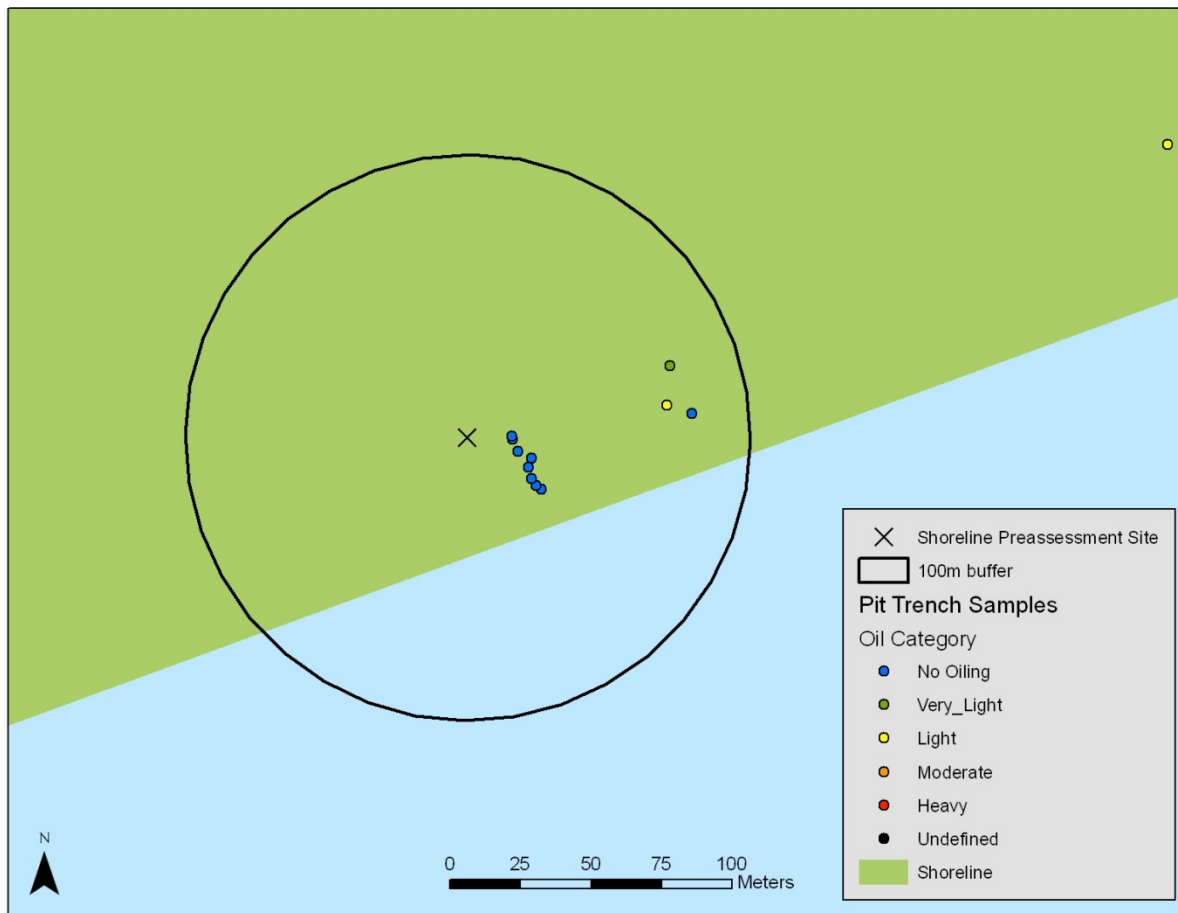 Shoreline Preassessment Site
100m buffer
Pit Trench Samples
Oil Category
No Oiling
Very_Light
Light
Moderate
Heavy
Undefined
Shoreline
N
0 25 50 75 100
Meters